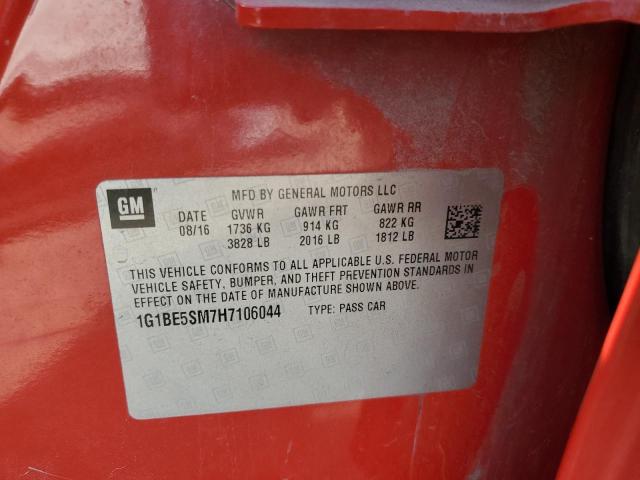 GM
MFD BY GENERAL MOTORS LLC
DATE GVWR GAWR FRT GAWR RR
08/16 1736 KG 914 KG 822 KG
3828 LB 2016 LB 1812 LB
THIS VEHICLE CONFORMS TO ALL APPLICABLE U.S. FEDERAL MOTOR
VEHICLE SAFETY, BUMPER, AND THEFT PREVENTION STANDARDS IN
EFFECT ON THE DATE OF MANUFACTURE SHOWN ABOVE.
1G1BE5SM7H7106044 TYPE: PASS CAR